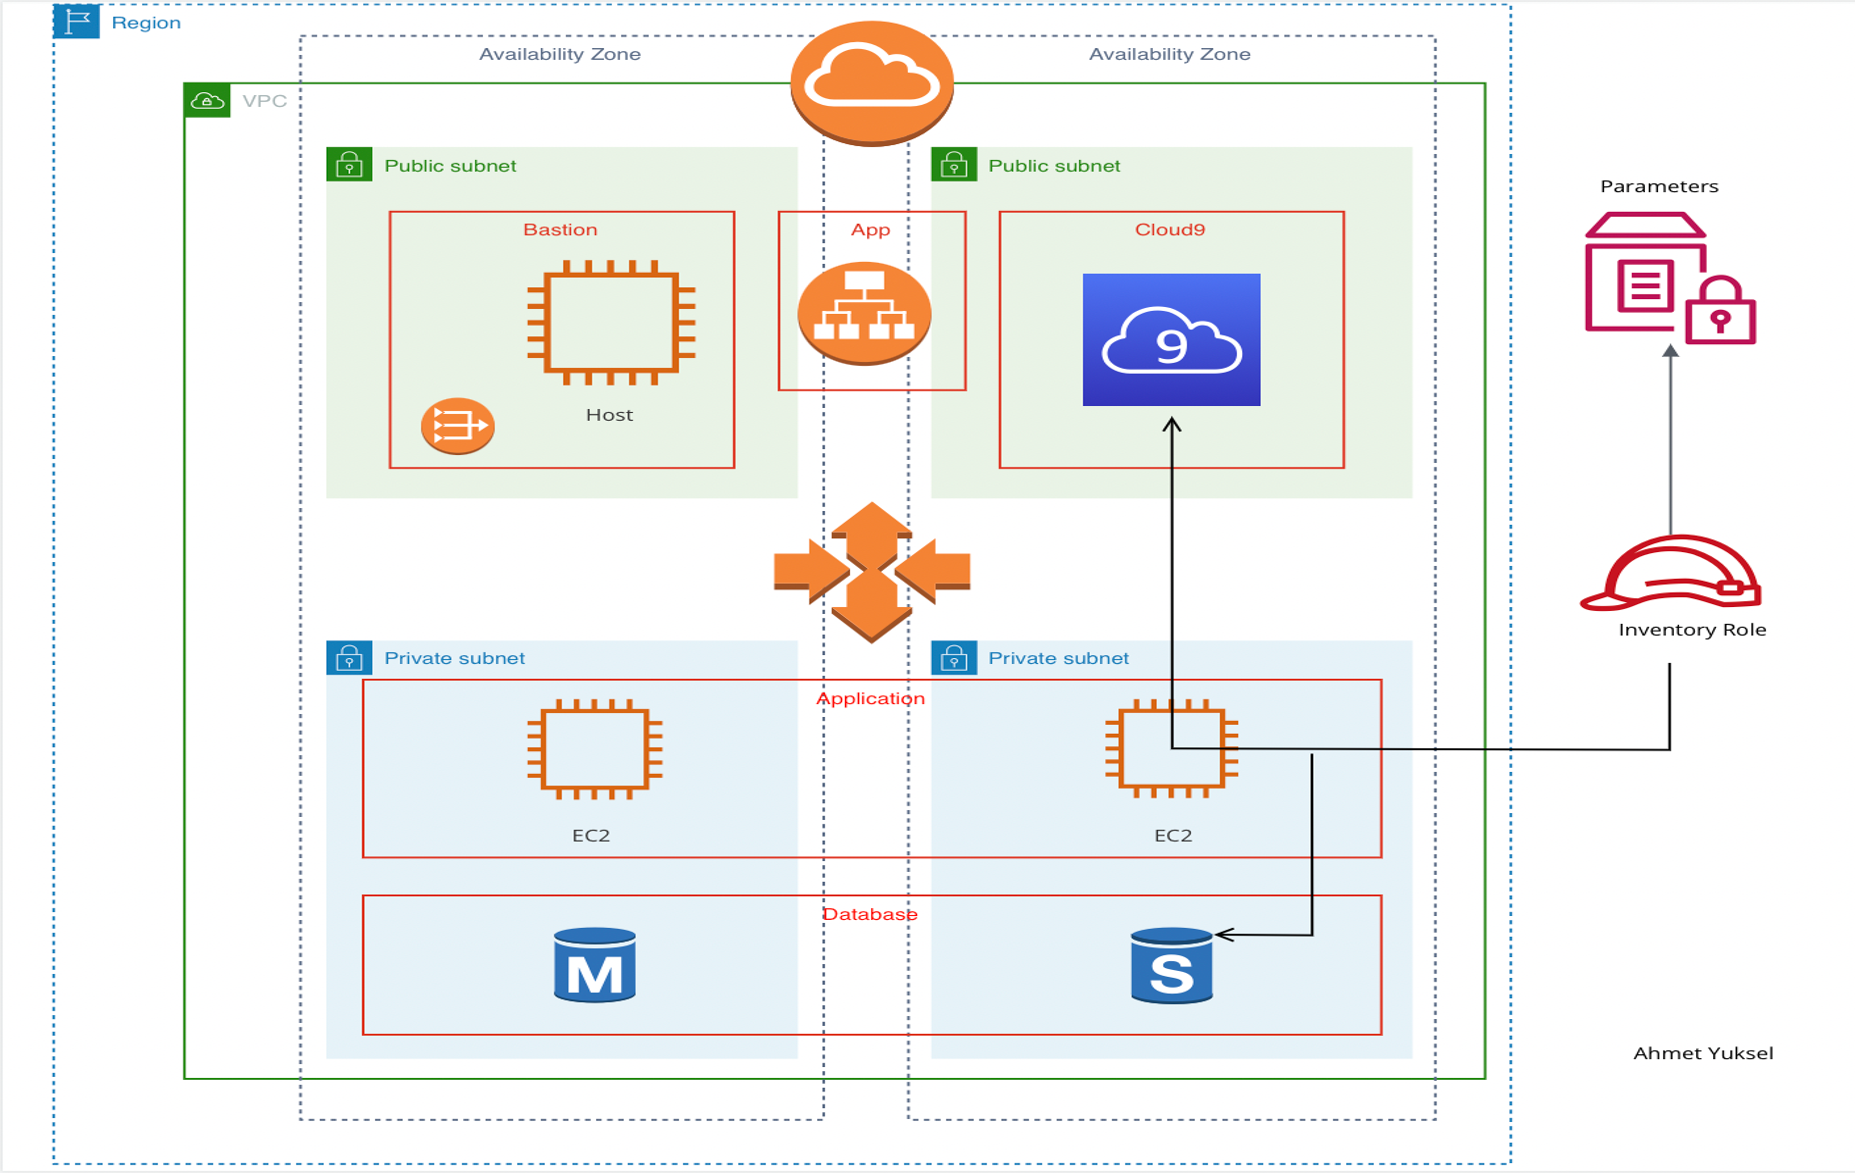 Region
Availability Zone
Availability Zone
VPC
Public subnet
Public subnet
Parameters
Bastion
App
Cloud9
9
Host
Inventory Role
Private subnet
Private subnet
Application
EC2
EC2
Database
M
S
Ahmet Yuksel